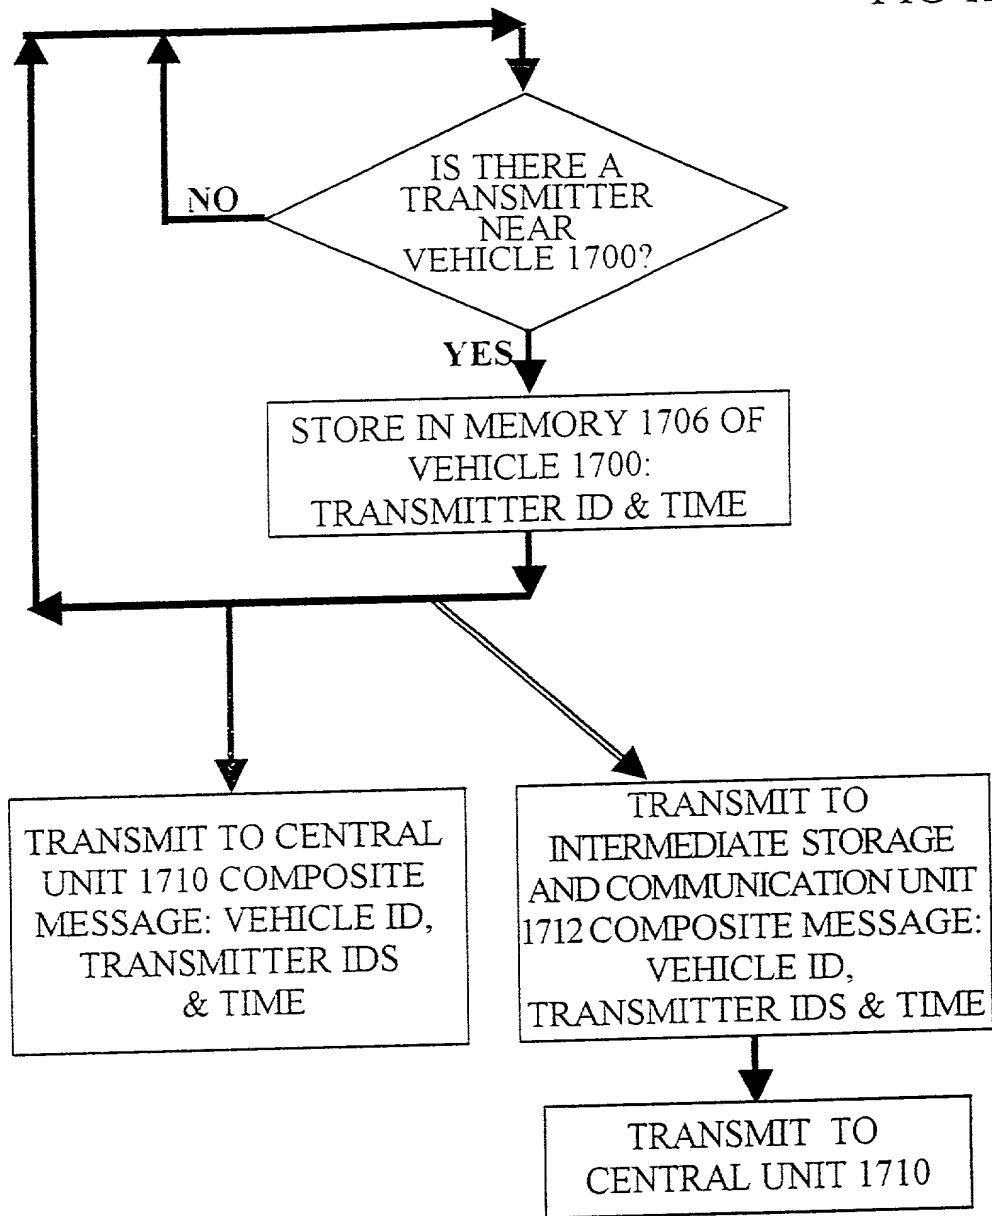 IS THERE A
TRANSMITTER
NEAR
VEHICLE 1700?
NO
YES
STORE IN MEMORY 1706 OF
VEHICLE 1700:
TRANSMITTER ID & TIME
TRANSMIT TO CENTRAL
UNIT 1710 COMPOSITE
MESSAGE: VEHICLE ID,
TRANSMITTER IDS
& TIME
TRANSMIT TO
INTERMEDIATE STORAGE
AND COMMUNICATION UNIT
1712 COMPOSITE MESSAGE:
VEHICLE ID,
TRANSMITTER IDS & TIME
TRANSMIT TO
CENTRAL UNIT 1710